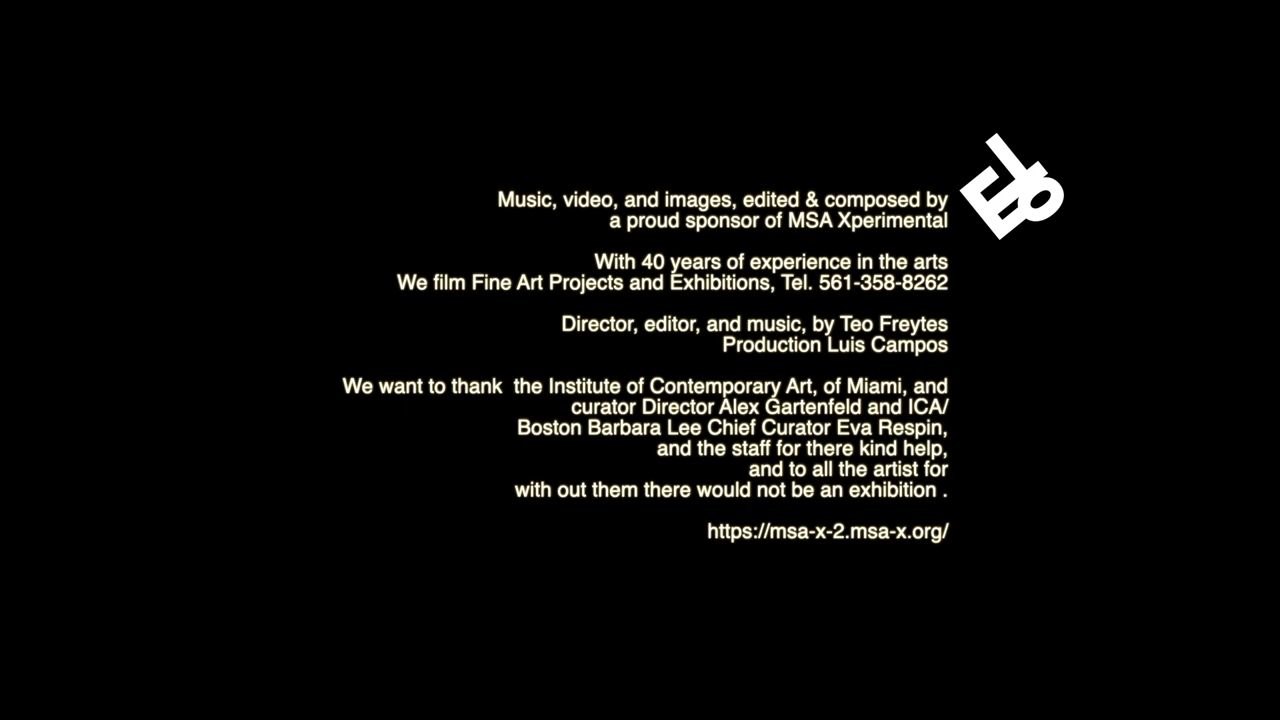 TEo
Music, video, and images, edited & composed by
a proud sponsor of MSA Xperimental
With 40 years of experience in the arts
We film Fine Art Projects and Exhibitions, Tel. 561-358-8262
Director, editor, and music, by Teo Freytes
Production Luis Campos
We want to thank  the Institute of Contemporary Art, of Miami, and
curator Director Alex Gartenfeld and ICA/
Boston Barbara Lee Chief Curator Eva Respin,
and the staff for there kind help,
and to all the artist for
with out them there would not be an exhibition .
https://msa-x-2.msa-x.org/